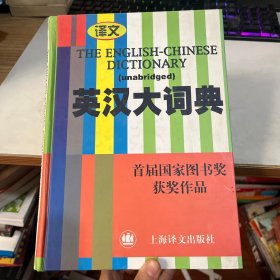 译文
THE ENGLISH-CHINESE
DICTIONARY
(unabridged)
英汉大词典
首届国家图书奖
获奖作品
上海译文出版社